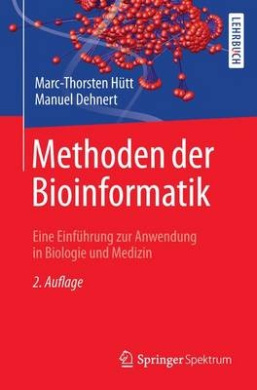 LEHRBUCH
Marc-Thorsten Hütt
Manuel Dehnert
Methoden der
Bioinformatik
Eine Einführung zur Anwendung
in Biologie und Medizin
2. Auflage
Springer Spektrum